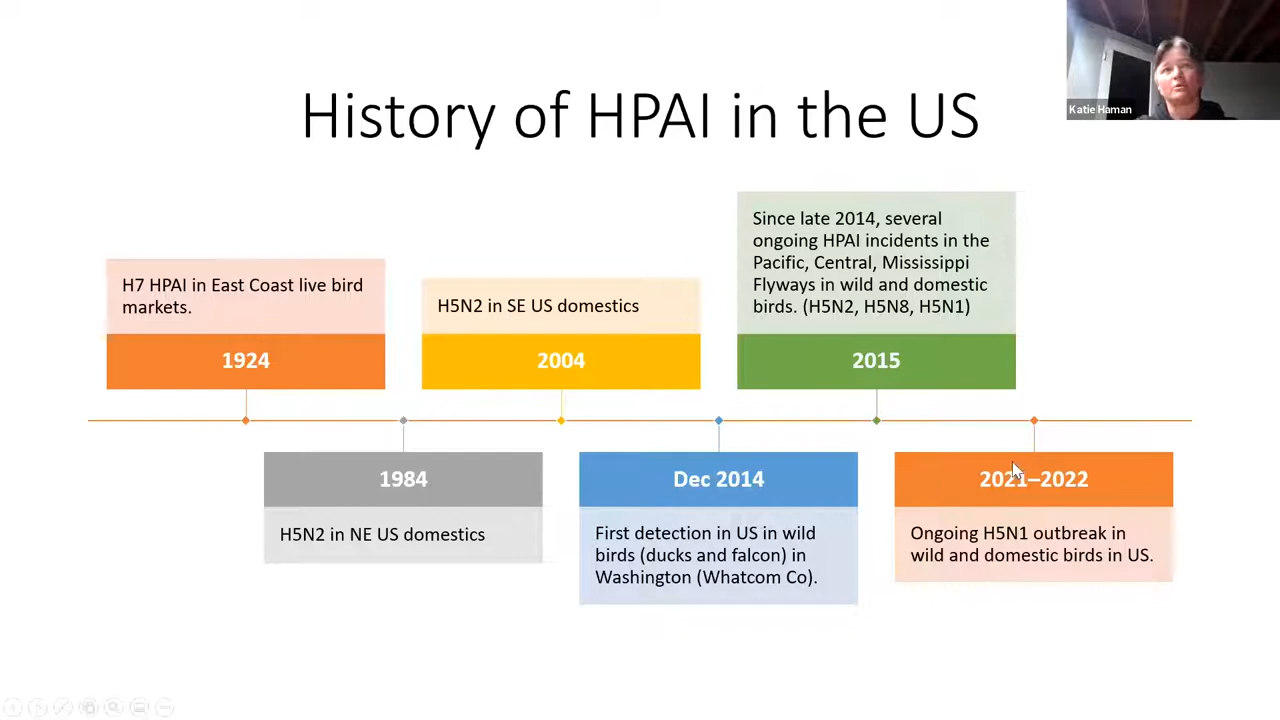 Katie Haman
History of HPAI in the US
H7 HPAI in East Coast live bird
markets.
1924
H5N2 in NE US domestics
1984
H5N2 in SE US domestics
2004
Dec 2014
First detection in US in wild
birds (ducks and falcon) in
Washington (Whatcom Co).
Since late 2014, several
ongoing HPAI incidents in the
Pacific, Central, Mississippi
Flyways in wild and domestic
birds. (H5N2, H5N8, H5N1)
2015
2021–2022
Ongoing H5N1 outbreak in
wild and domestic birds in US.